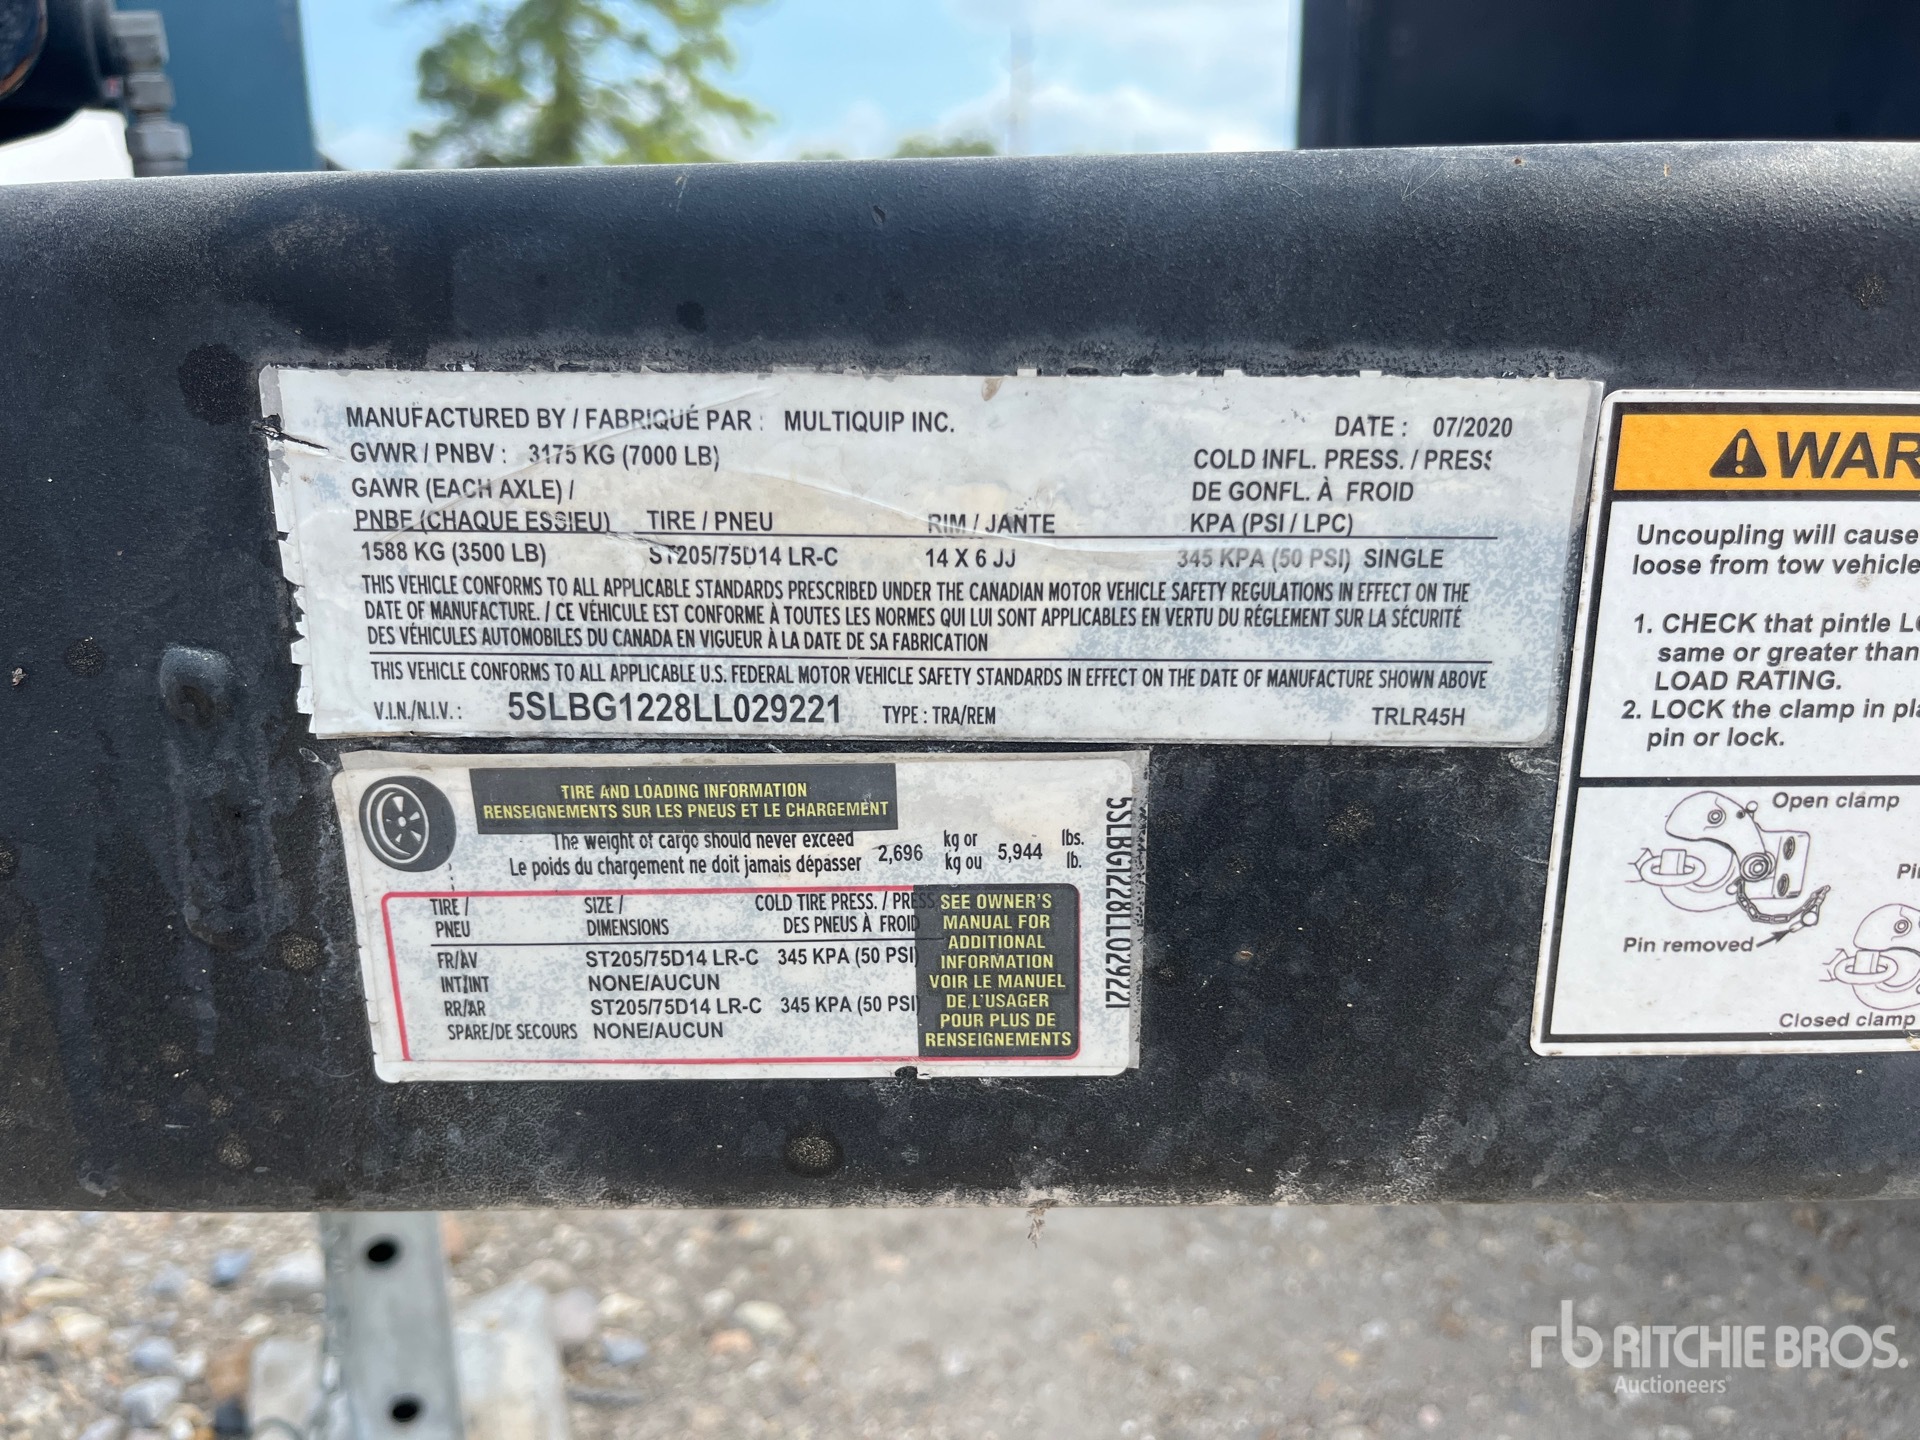 MANUFACTURED BY / FABRIQUÉ PAR : MULTIQUIP INC.
DATE : 07/2020
GVWR / PNBV : 3175 KG (7000 LB)
COLD INFL. PRESS. / PRESS
GAWR (EACH AXLE) /
DE GONFL. À FROID
PNBE (CHAQUE ESSIEU) TIRE / PNEU RIM / JANTE KPA (PSI / LPC)
1588 KG (3500 LB) ST205/75D14 LR-C 14 X 6 JJ 345 KPA (50 PSI) SINGLE
THIS VEHICLE CONFORMS TO ALL APPLICABLE STANDARDS PRESCRIBED UNDER THE CANADIAN MOTOR VEHICLE SAFETY REGULATIONS IN EFFECT ON THE
DATE OF MANUFACTURE. / CE VÉHICULE EST CONFORME À TOUTES LES NORMES QUI LUI SONT APPLICABLES EN VERTU DU RÉGLEMENT SUR LA SÉCURITÉ
DES VÉHICULES AUTOMOBILES DU CANADA EN VIGUEUR À LA DATE DE SA FABRICATION
THIS VEHICLE CONFORMS TO ALL APPLICABLE U.S. FEDERAL MOTOR VEHICLE SAFETY STANDARDS IN EFFECT ON THE DATE OF MANUFACTURE SHOWN ABOVE
V.I.N./N.I.V. : 5SLBG1228LL029221 TYPE : TRA/REM TRLR45H
TIRE AND LOADING INFORMATION
RENSEIGNEMENTS SUR LES PNEUS ET LE CHARGEMENT
The weight of cargo should never exceed kg or lbs.
Le poids du chargement ne doit jamais dépasser 2,696 kg ou 5,944 lb.
TIRE / SIZE / COLD TIRE PRESS. / PRESS
PNEU DIMENSIONS DES PNEUS À FROID
FR/AV ST205/75D14 LR-C 345 KPA (50 PSI)
INT/INT NONE/AUCUN
RR/AR ST205/75D14 LR-C 345 KPA (50 PSI)
SPARE/DE SECOURS NONE/AUCUN
SEE OWNER'S
MANUAL FOR
ADDITIONAL
INFORMATION
VOIR LE MANUEL
DE L'USAGER
POUR PLUS DE
RENSEIGNEMENTS
5SLBG1228LL029221
WAR
Uncoupling will cause
loose from tow vehicle
1. CHECK that pintle
same or greater than
LOAD RATING.
2. LOCK the clamp in
pin or lock.
Open clamp
Pin removed
Closed clamp
rb RITCHIE BROS.
Auctioneers